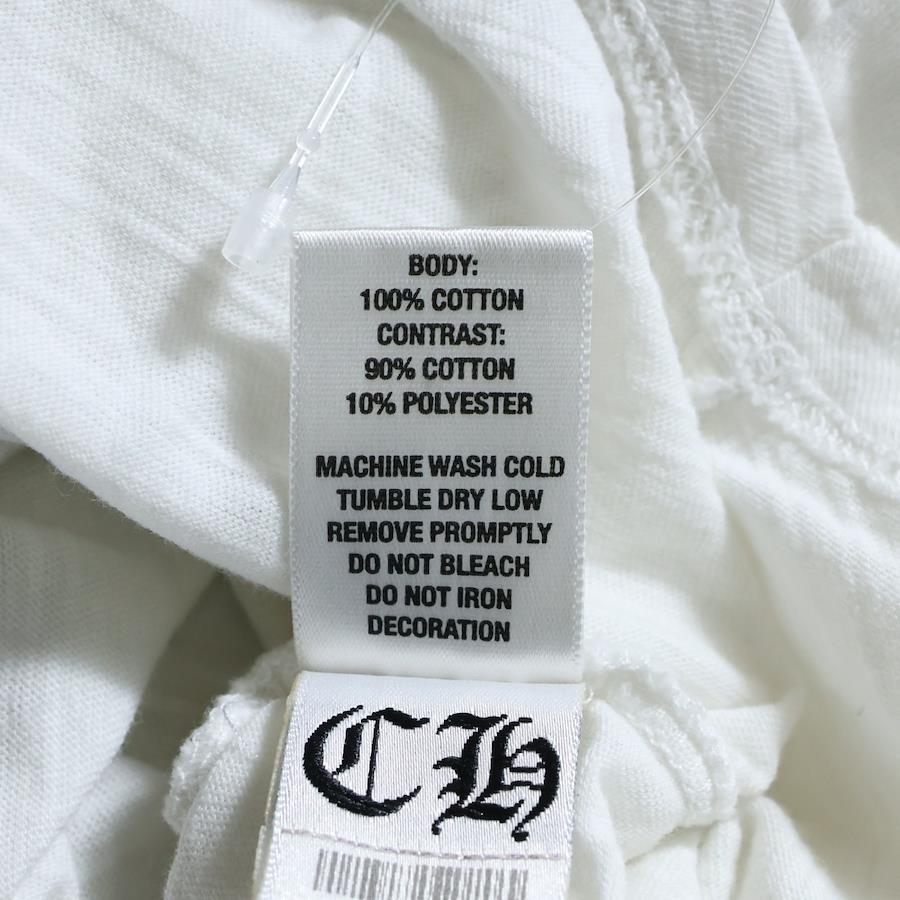 BODY:
100% COTTON
CONTRAST:
90% COTTON
10% POLYESTER
MACHINE WASH COLD
TUMBLE DRY LOW
REMOVE PROMPTLY
DO NOT BLEACH
DO NOT IRON
DECORATION
CH